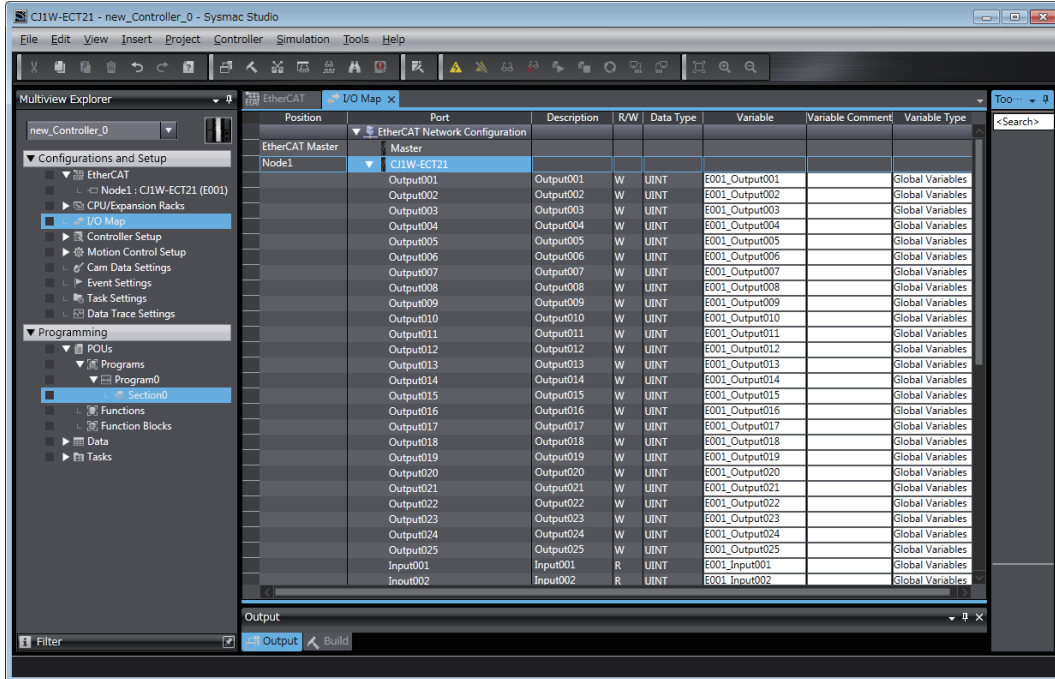 CJ1W-ECT21 - new_Controller_0 - Sysmac Studio
File Edit View Insert Project Controller Simulation Tools Help
Multiview Explorer
new_Controller_0
Configurations and Setup
EtherCAT
Node1 : CJ1W-ECT21 (E001)
CPU/Expansion Racks
I/O Map
Controller Setup
Motion Control Setup
Cam Data Settings
Event Settings
Task Settings
Data Trace Settings
Programming
POUs
Programs
Program0
Section0
Functions
Function Blocks
Data
Tasks
Filter
EtherCAT I/O Map
Position Port Description R/W Data Type Variable Variable Comment Variable Type
EtherCAT Network Configuration
EtherCAT Master Master
Node1 CJ1W-ECT21
Output001 Output001 W UINT E001_Output001 Global Variables
Output002 Output002 W UINT E001_Output002 Global Variables
Output003 Output003 W UINT E001_Output003 Global Variables
Output004 Output004 W UINT E001_Output004 Global Variables
Output005 Output005 W UINT E001_Output005 Global Variables
Output006 Output006 W UINT E001_Output006 Global Variables
Output007 Output007 W UINT E001_Output007 Global Variables
Output008 Output008 W UINT E001_Output008 Global Variables
Output009 Output009 W UINT E001_Output009 Global Variables
Output010 Output010 W UINT E001_Output010 Global Variables
Output011 Output011 W UINT E001_Output011 Global Variables
Output012 Output012 W UINT E001_Output012 Global Variables
Output013 Output013 W UINT E001_Output013 Global Variables
Output014 Output014 W UINT E001_Output014 Global Variables
Output015 Output015 W UINT E001_Output015 Global Variables
Output016 Output016 W UINT E001_Output016 Global Variables
Output017 Output017 W UINT E001_Output017 Global Variables
Output018 Output018 W UINT E001_Output018 Global Variables
Output019 Output019 W UINT E001_Output019 Global Variables
Output020 Output020 W UINT E001_Output020 Global Variables
Output021 Output021 W UINT E001_Output021 Global Variables
Output022 Output022 W UINT E001_Output022 Global Variables
Output023 Output023 W UINT E001_Output023 Global Variables
Output024 Output024 W UINT E001_Output024 Global Variables
Output025 Output025 W UINT E001_Output025 Global Variables
Input001 Input001 R UINT E001_Input001 Global Variables
Input002 Input002 R UINT E001_Input002 Global Variables
Output
Output Build
Too···
<Search>